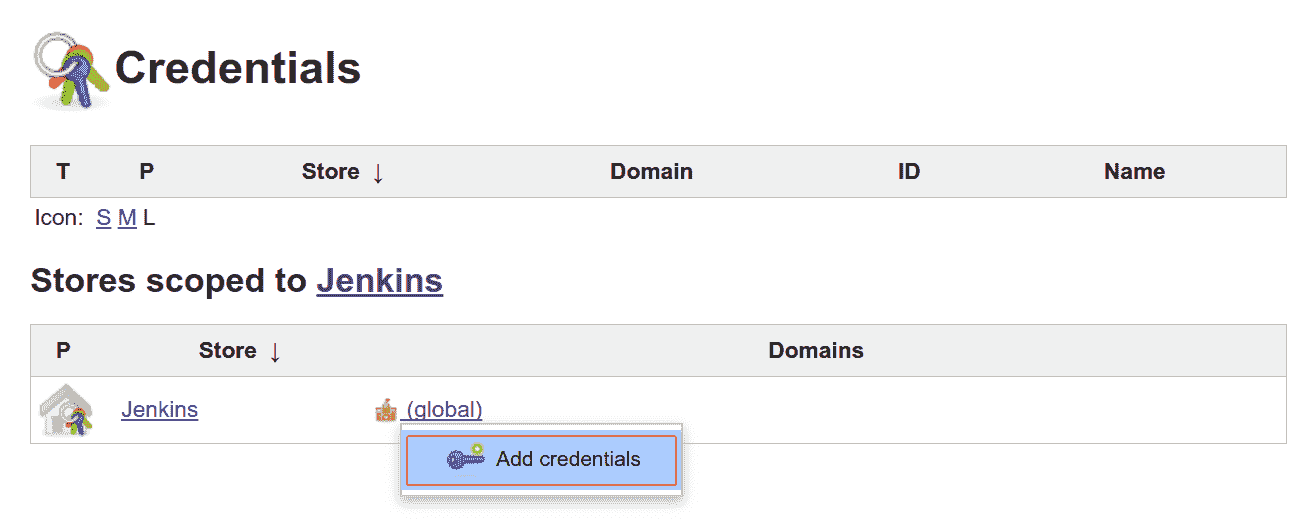 Credentials
T P Store ↓ Domain ID Name
Icon: S M L
Stores scoped to Jenkins
P Store ↓ Domains
Jenkins (global)
Add credentials